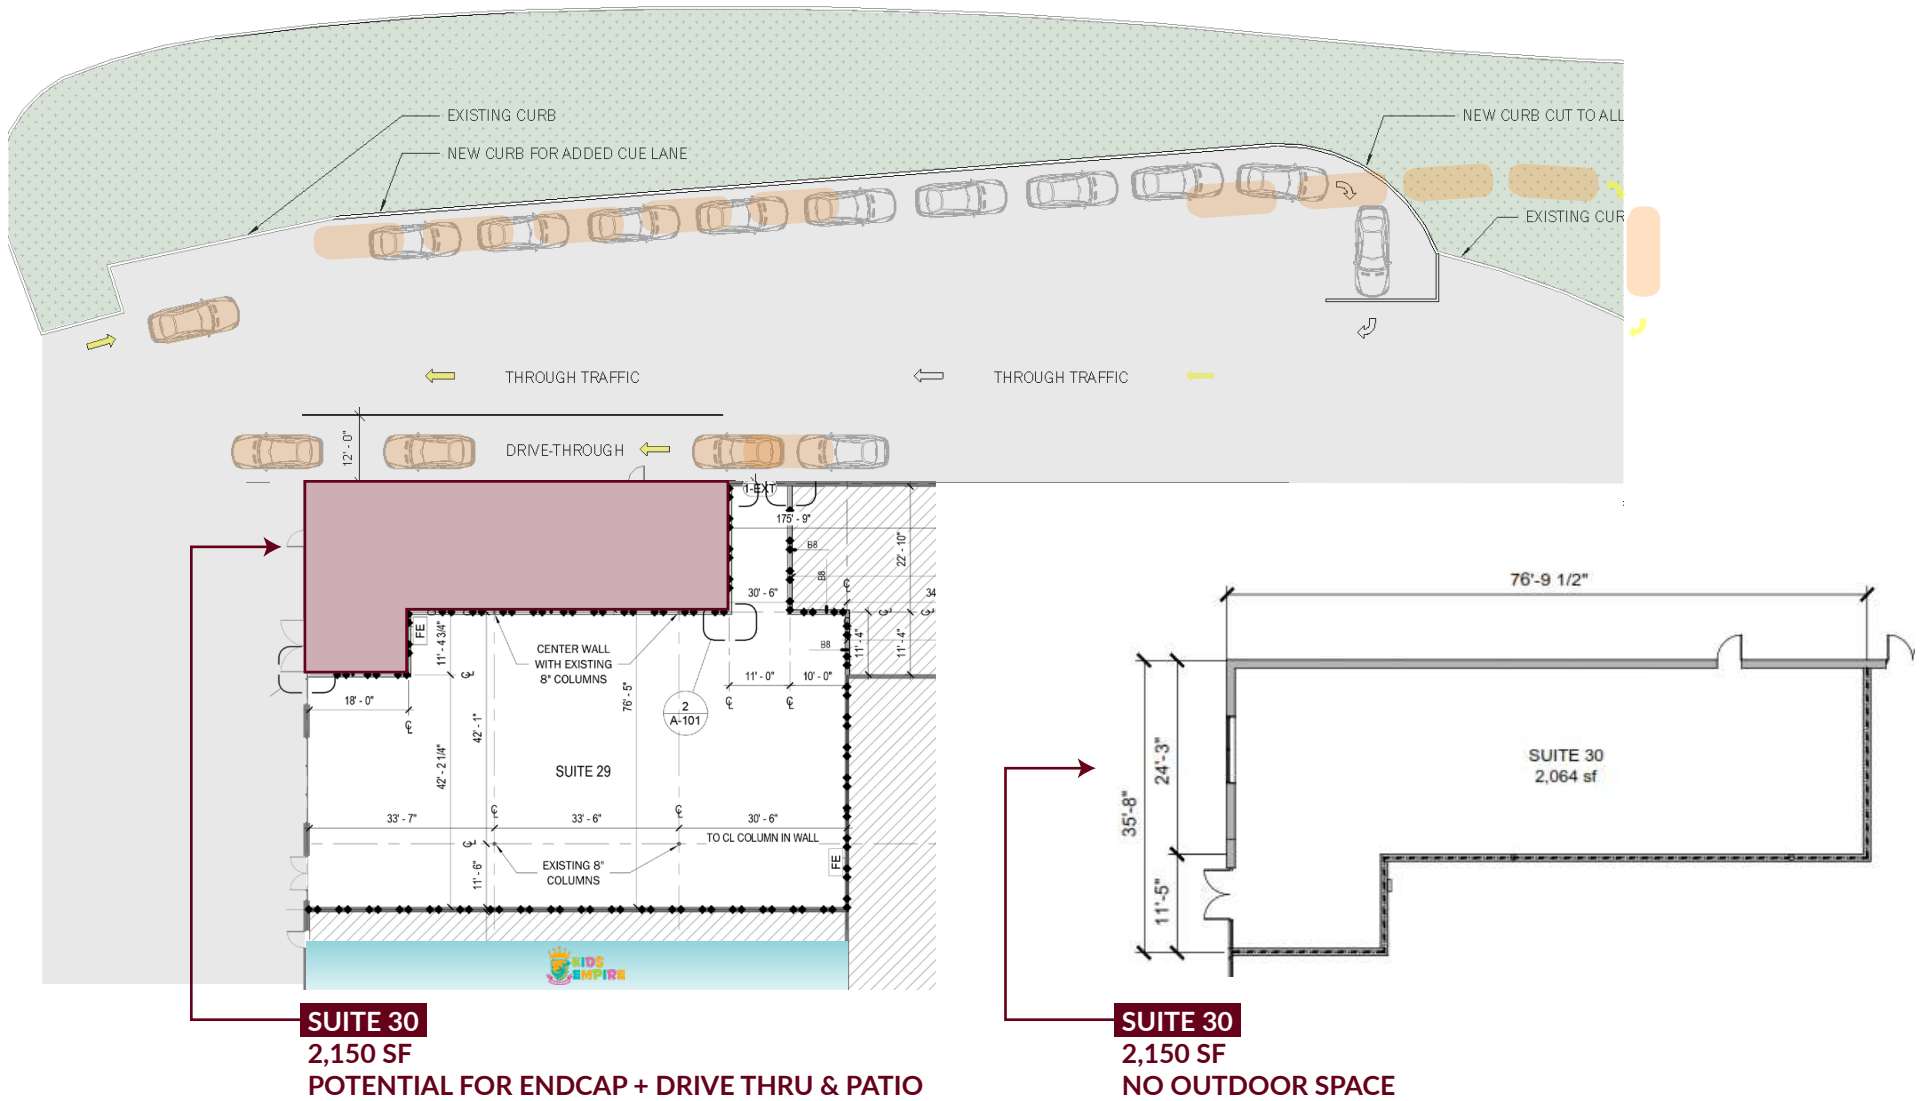 EXISTING CURB
NEW CURB FOR ADDED CUE LANE
NEW CURB CUT TO ALL
EXISTING CUR
THROUGH TRAFFIC
THROUGH TRAFFIC
12' - 0"
DRIVE-THROUGH
1-EXT
175' - 9"
B8
B8
22' - 10"
30' - 6"
34
FE
11' - 4 3/4"
CENTER WALL
WITH EXISTING
8" COLUMNS
B8
11' - 4"
11' - 4"
11' - 0"
10' - 0"
18' - 0"
76' - 5"
2
A-101
42' - 1"
42' - 2 1/4"
SUITE 29
33' - 7"
33' - 6"
30' - 6"
TO CL COLUMN IN WALL
EXISTING 8"
COLUMNS
11' - 6"
FE
KIDS
EMPIRE
76'-9 1/2"
24'-3"
35'-8"
11'-5"
SUITE 30
2,064 sf
SUITE 30
2,150 SF
POTENTIAL FOR ENDCAP + DRIVE THRU & PATIO
SUITE 30
2,150 SF
NO OUTDOOR SPACE